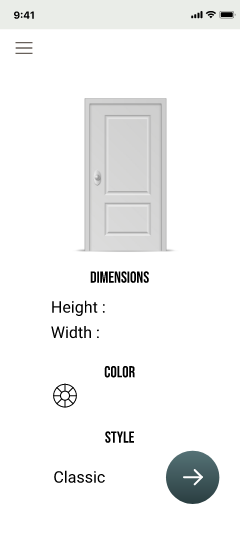 9:41
DIMENSIONS
Height :
Width :
COLOR
STYLE
Classic